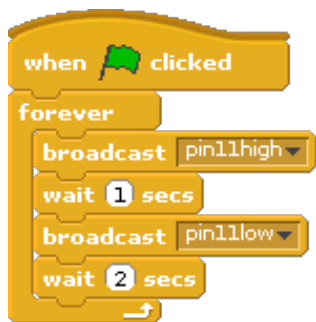 when clicked
forever
broadcast pin11high
wait 1 secs
broadcast pin11low
wait 2 secs